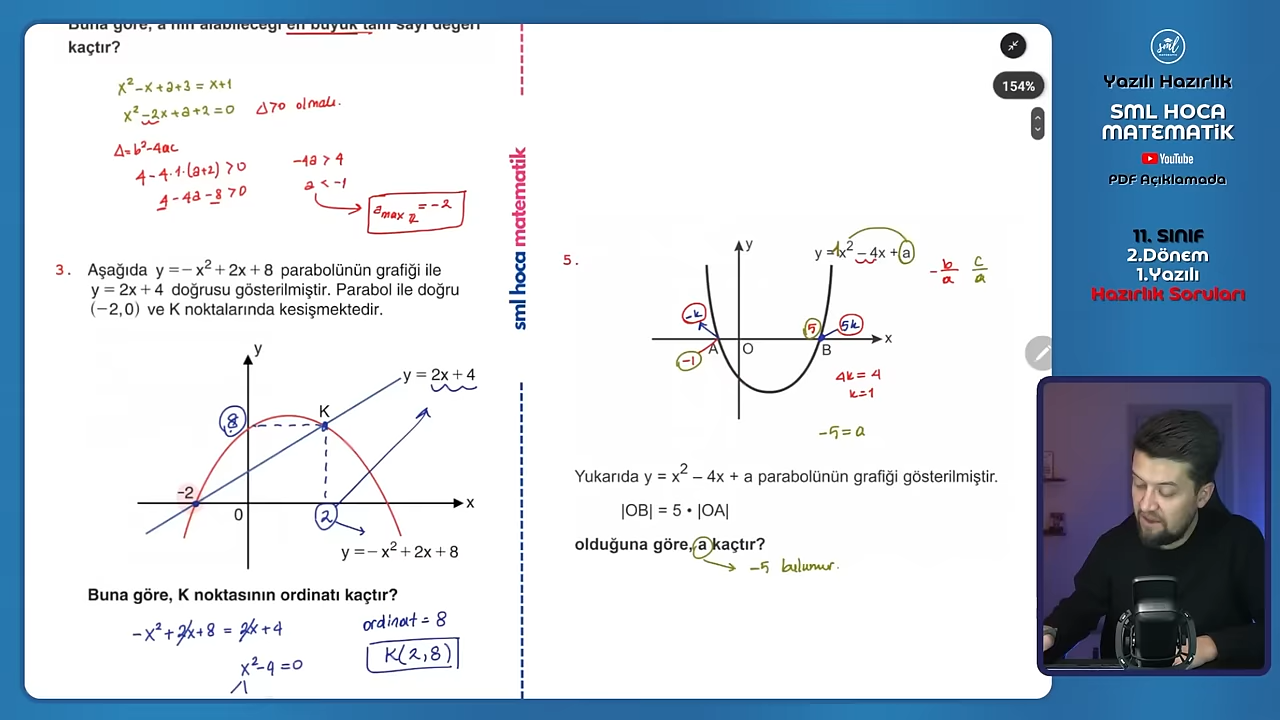 Buna göre, a'nın alabileceği en büyük tam sayı değeri
kaçtır?
x² - x + a + 3 = x + 1
x² - 2x + a + 2 = 0
Δ > 0 olmalı.
Δ = b² - 4ac
4 - 4·1·(a+2) > 0
4 - 4a - 8 > 0
-4a > 4
a < -1
a max Z = -2
3. Aşağıda y = – x² + 2x + 8 parabolünün grafiği ile
y = 2x + 4 doğrusu gösterilmiştir. Parabol ile doğru
(–2,0) ve K noktalarında kesişmektedir.
y
y = 2x + 4
8
K
–2
0
2
x
y = – x² + 2x + 8
Buna göre, K noktasının ordinatı kaçtır?
-x² + 2x + 8 = 2x + 4
x² - 4 = 0
ordinat = 8
K(2,8)
sml hoca matematik
154%
5.
y
y = 1x² – 4x + a
-b/a
c/a
-k
5
5k
A
O
B
x
-1
4k = 4
k = 1
-5 = a
Yukarıda y = x² – 4x + a parabolünün grafiği gösterilmiştir.
|OB| = 5 • |OA|
olduğuna göre, a kaçtır?
-5 bulunur.
sml
Yazılı Hazırlık
SML HOCA
MATEMATİK
YouTube
PDF Açıklamada
11. SINIF
2.Dönem
1.Yazılı
Hazırlık Soruları